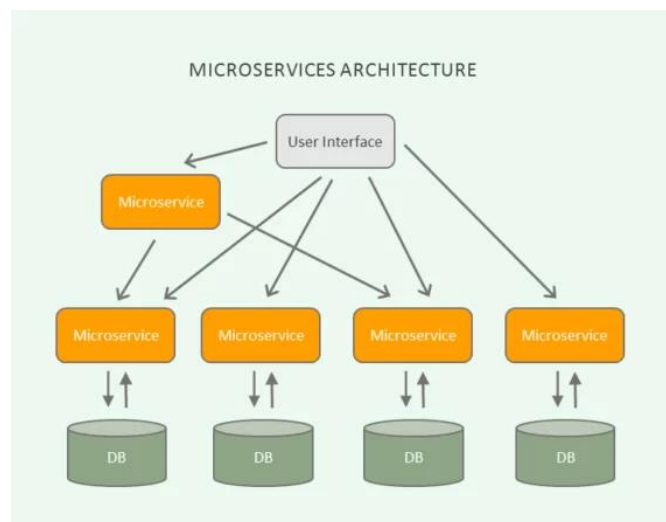 MICROSERVICES ARCHITECTURE
User Interface
Microservice
Microservice Microservice Microservice Microservice
DB DB DB DB